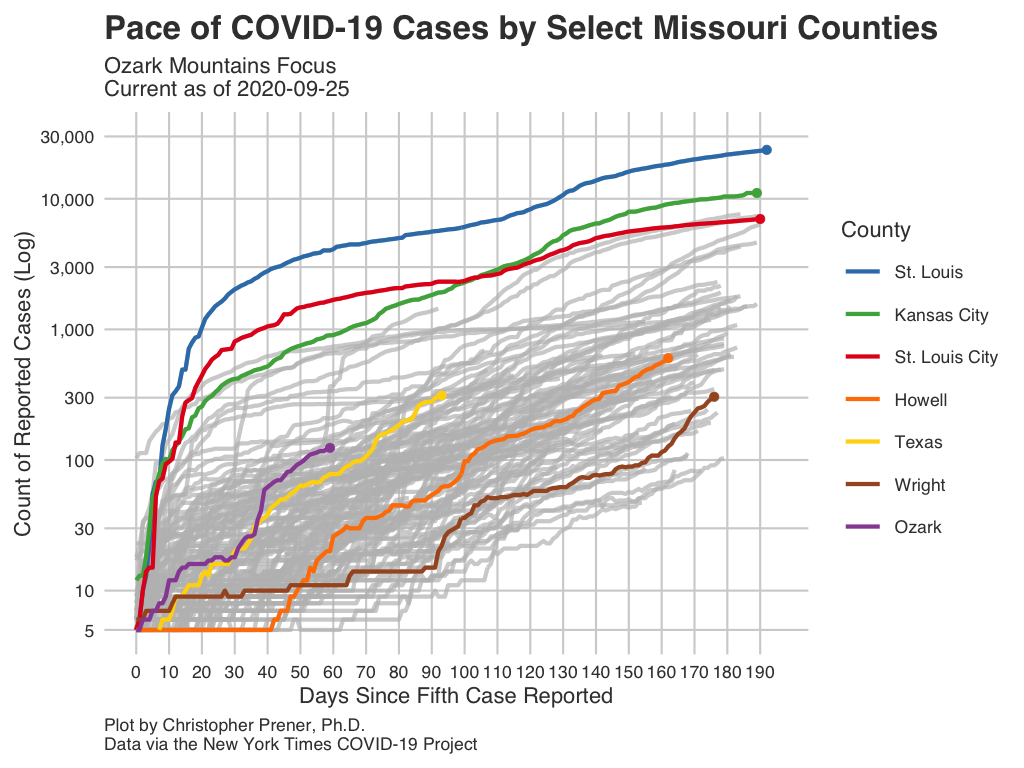 Pace of COVID-19 Cases by Select Missouri Counties
Ozark Mountains Focus
Current as of 2020-09-25
Count of Reported Cases (Log)
30,000
10,000
3,000
1,000
300
100
30
10
5
0 10 20 30 40 50 60 70 80 90 100 110 120 130 140 150 160 170 180 190
Days Since Fifth Case Reported
County
St. Louis
Kansas City
St. Louis City
Howell
Texas
Wright
Ozark
Plot by Christopher Prener, Ph.D.
Data via the New York Times COVID-19 Project